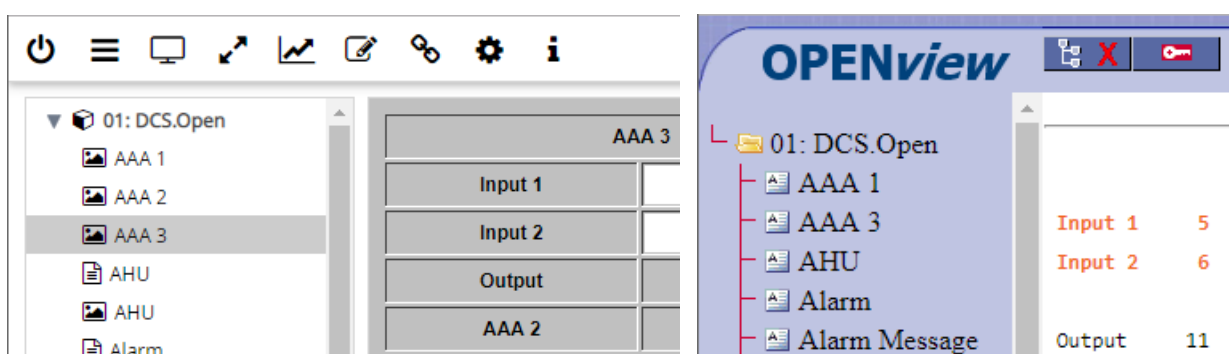 01: DCS.Open
AAA 1
AAA 2
AAA 3
AHU
AHU
Alarm
AAA 3
Input 1
Input 2
Output
AAA 2
OPENview
01: DCS.Open
AAA 1
AAA 3
AHU
Alarm
Alarm Message
Input 1 5
Input 2 6
Output 11